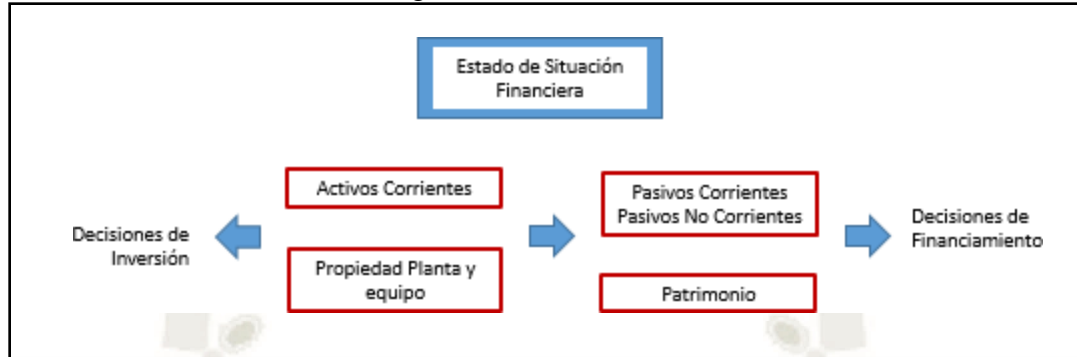 Estado de Situación
Financiera
Activos Corrientes
Pasivos Corrientes
Pasivos No Corrientes
Decisiones de
Inversión
Decisiones de
Financiamiento
Propiedad Planta y
equipo
Patrimonio